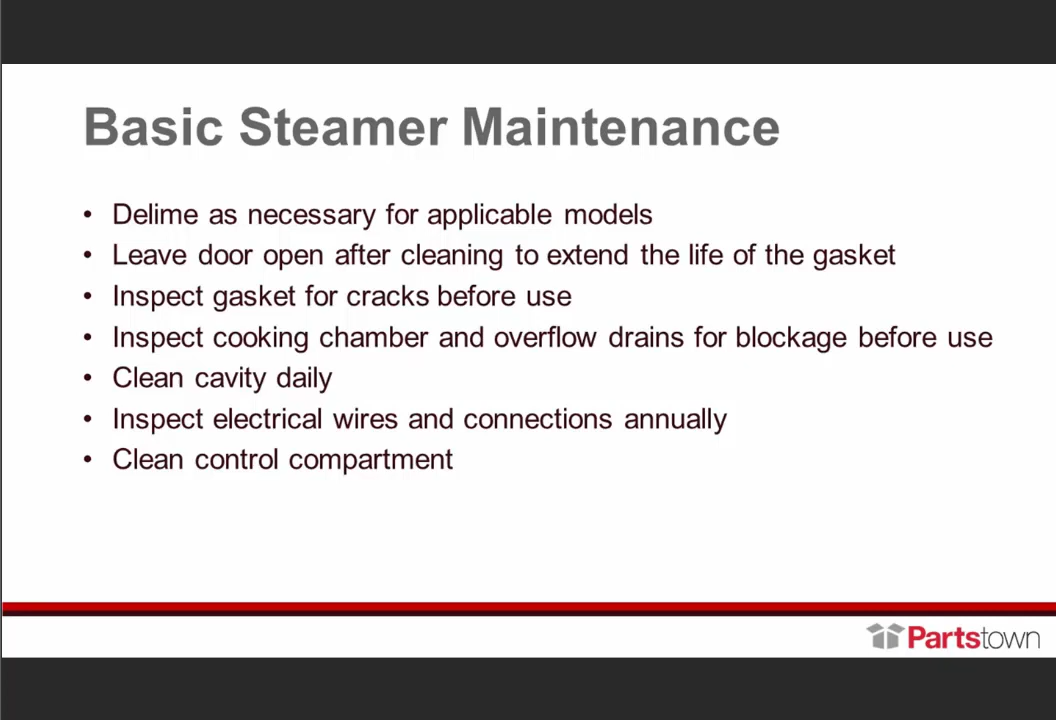 Basic Steamer Maintenance
• Delime as necessary for applicable models
• Leave door open after cleaning to extend the life of the gasket
• Inspect gasket for cracks before use
• Inspect cooking chamber and overflow drains for blockage before use
• Clean cavity daily
• Inspect electrical wires and connections annually
• Clean control compartment
Partstown